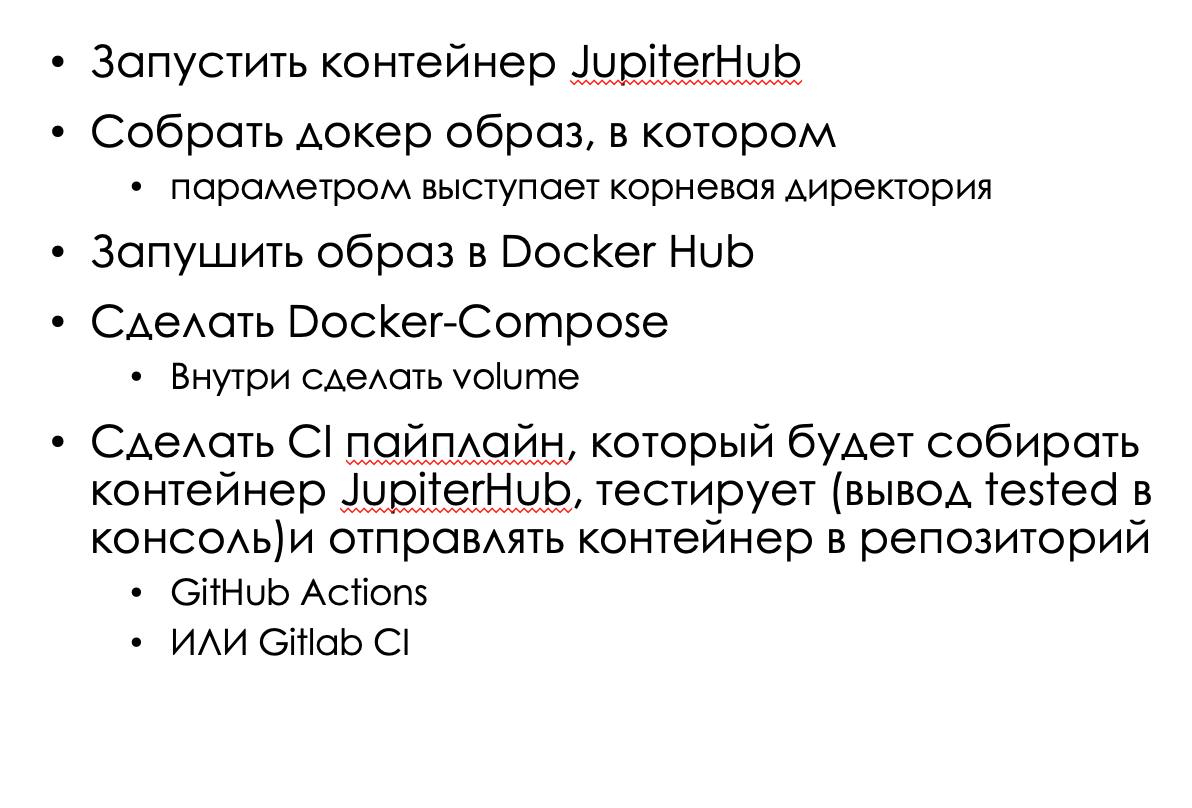 • Запустить контейнер JupiterHub
• Собрать докер образ, в котором
• параметром выступает корневая директория
• Запушить образ в Docker Hub
• Сделать Docker-Compose
• Внутри сделать volume
• Сделать CI пайплайн, который будет собирать
контейнер JupiterHub, тестирует (вывод tested в
консоль)и отправлять контейнер в репозиторий
• GitHub Actions
• ИЛИ Gitlab CI